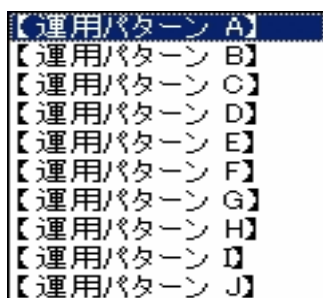 【運用パターン A】
【運用パターン B】
【運用パターン C】
【運用パターン D】
【運用パターン E】
【運用パターン F】
【運用パターン G】
【運用パターン H】
【運用パターン I】
【運用パターン J】